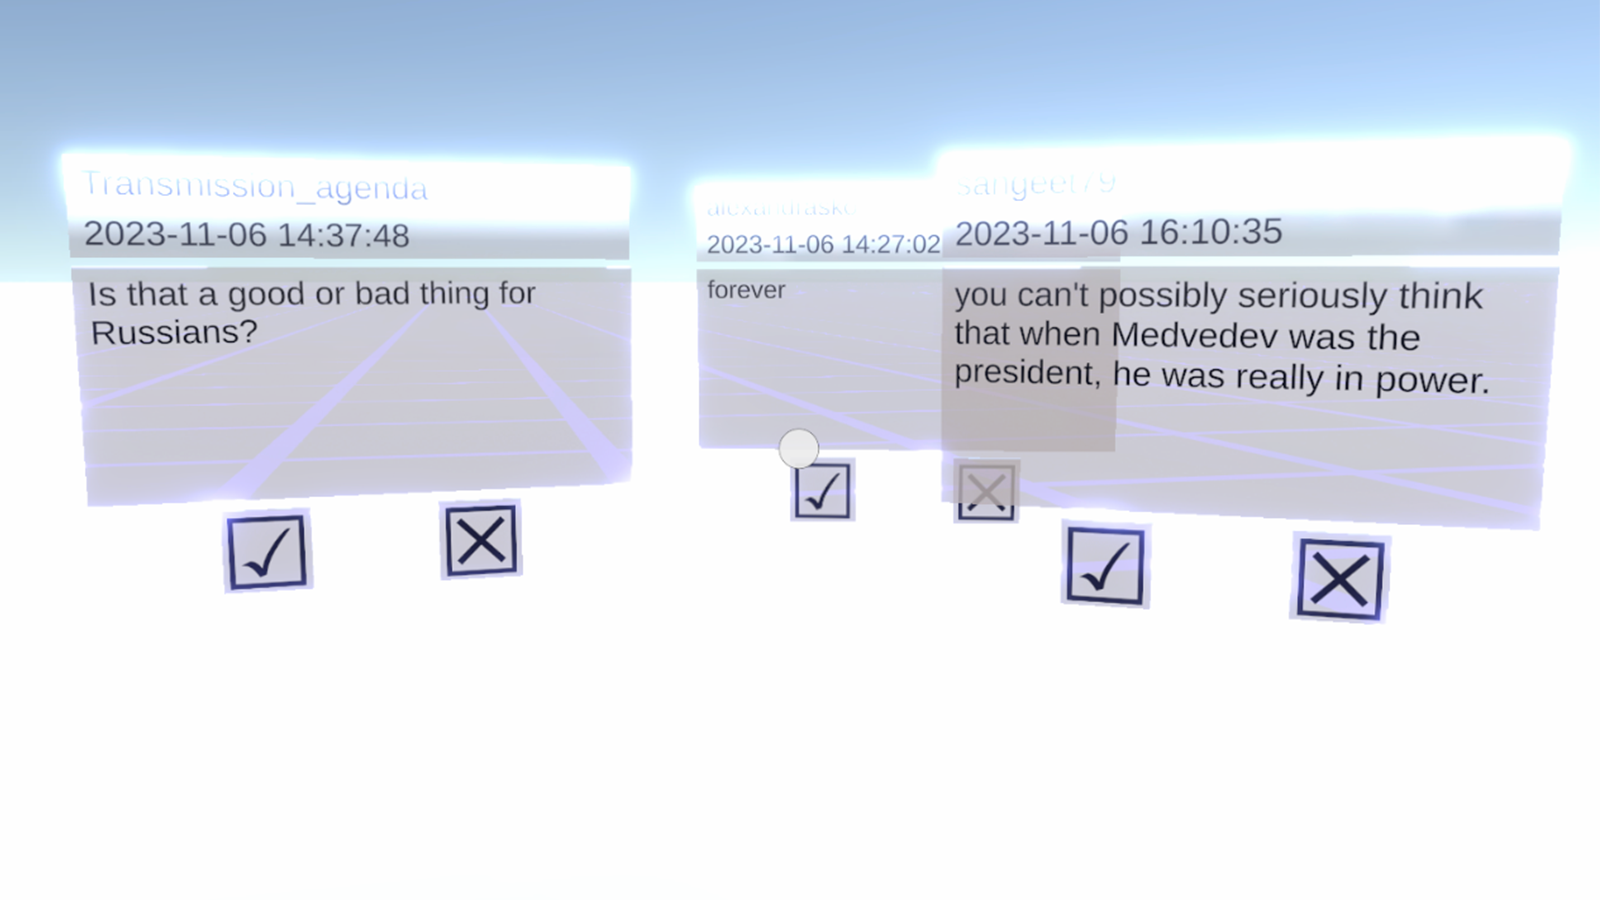 Transmission_agenda
2023-11-06 14:37:48
Is that a good or bad thing for
Russians?
2023-11-06 14:27:02
forever
sangeet79
2023-11-06 16:10:35
you can't possibly seriously think
that when Medvedev was the
president, he was really in power.